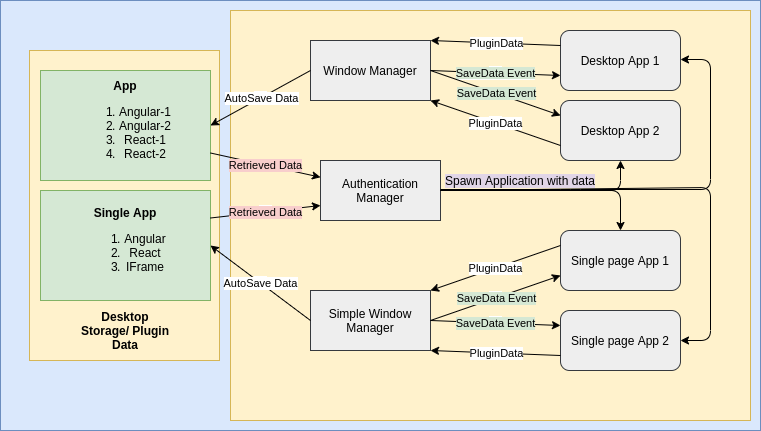 App
1. Angular-1
2. Angular-2
3. React-1
4. React-2
Single App
1. Angular
2. React
3. IFrame
Desktop
Storage/ Plugin
Data
AutoSave Data
Retrieved Data
Retrieved Data
AutoSave Data
Window Manager
Authentication
Manager
Simple Window
Manager
PluginData
SaveData Event
SaveData Event
PluginData
Spawn Application with data
PluginData
SaveData Event
SaveData Event
PluginData
Desktop App 1
Desktop App 2
Single page App 1
Single page App 2